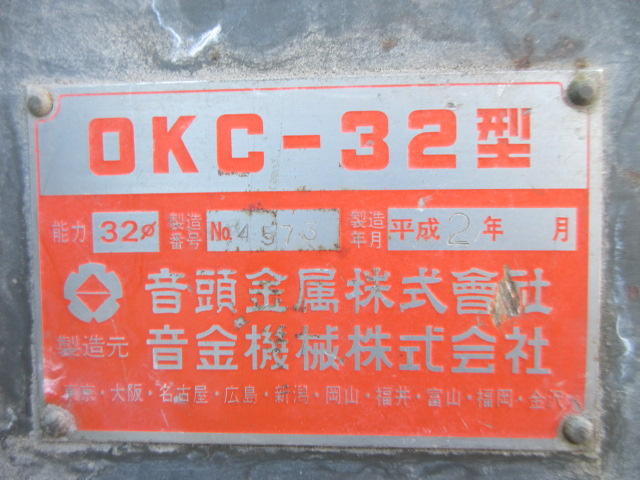 OKC-32型
能力 32φ 製造番号 No. 4573 製造年月 平成2年 月
音頭金属株式會社
製造元 音金機械株式会社
東京・大阪・名古屋・広島・新潟・岡山・福井・富山・福岡・金沢